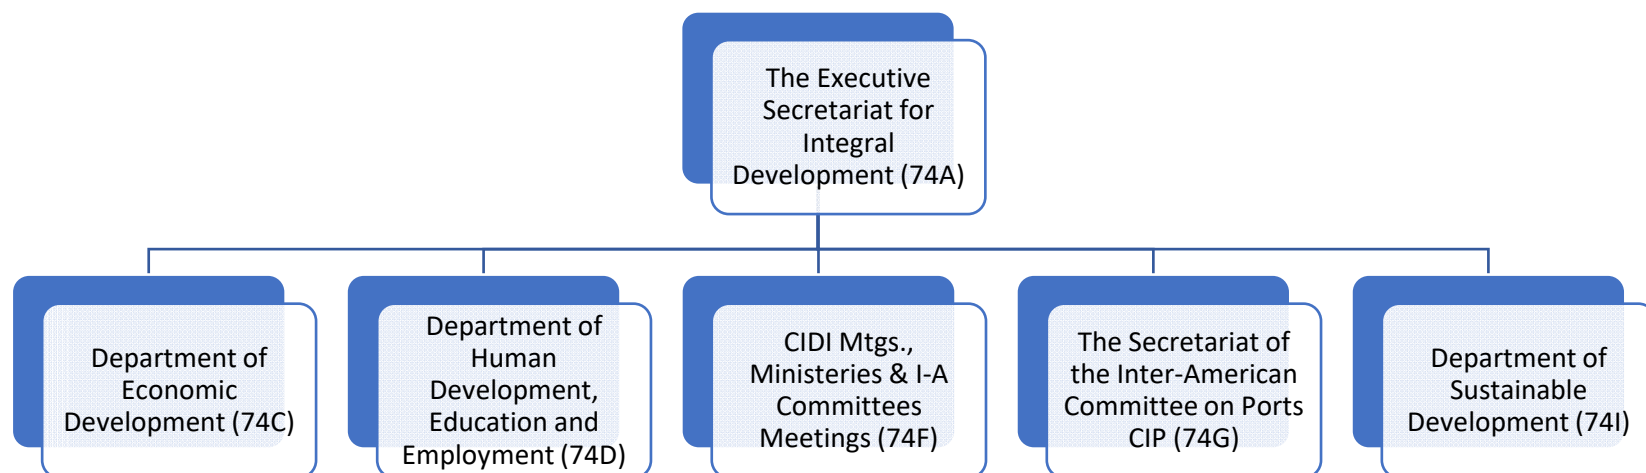 The Executive
Secretariat for
Integral
Development (74A)
Department of
Economic
Development (74C)
Department of
Human
Development,
Education and
Employment (74D)
CIDI Mtgs.,
Ministeries & I-A
Committees
Meetings (74F)
The Secretariat of
the Inter-American
Committee on Ports
CIP (74G)
Department of
Sustainable
Development (74I)